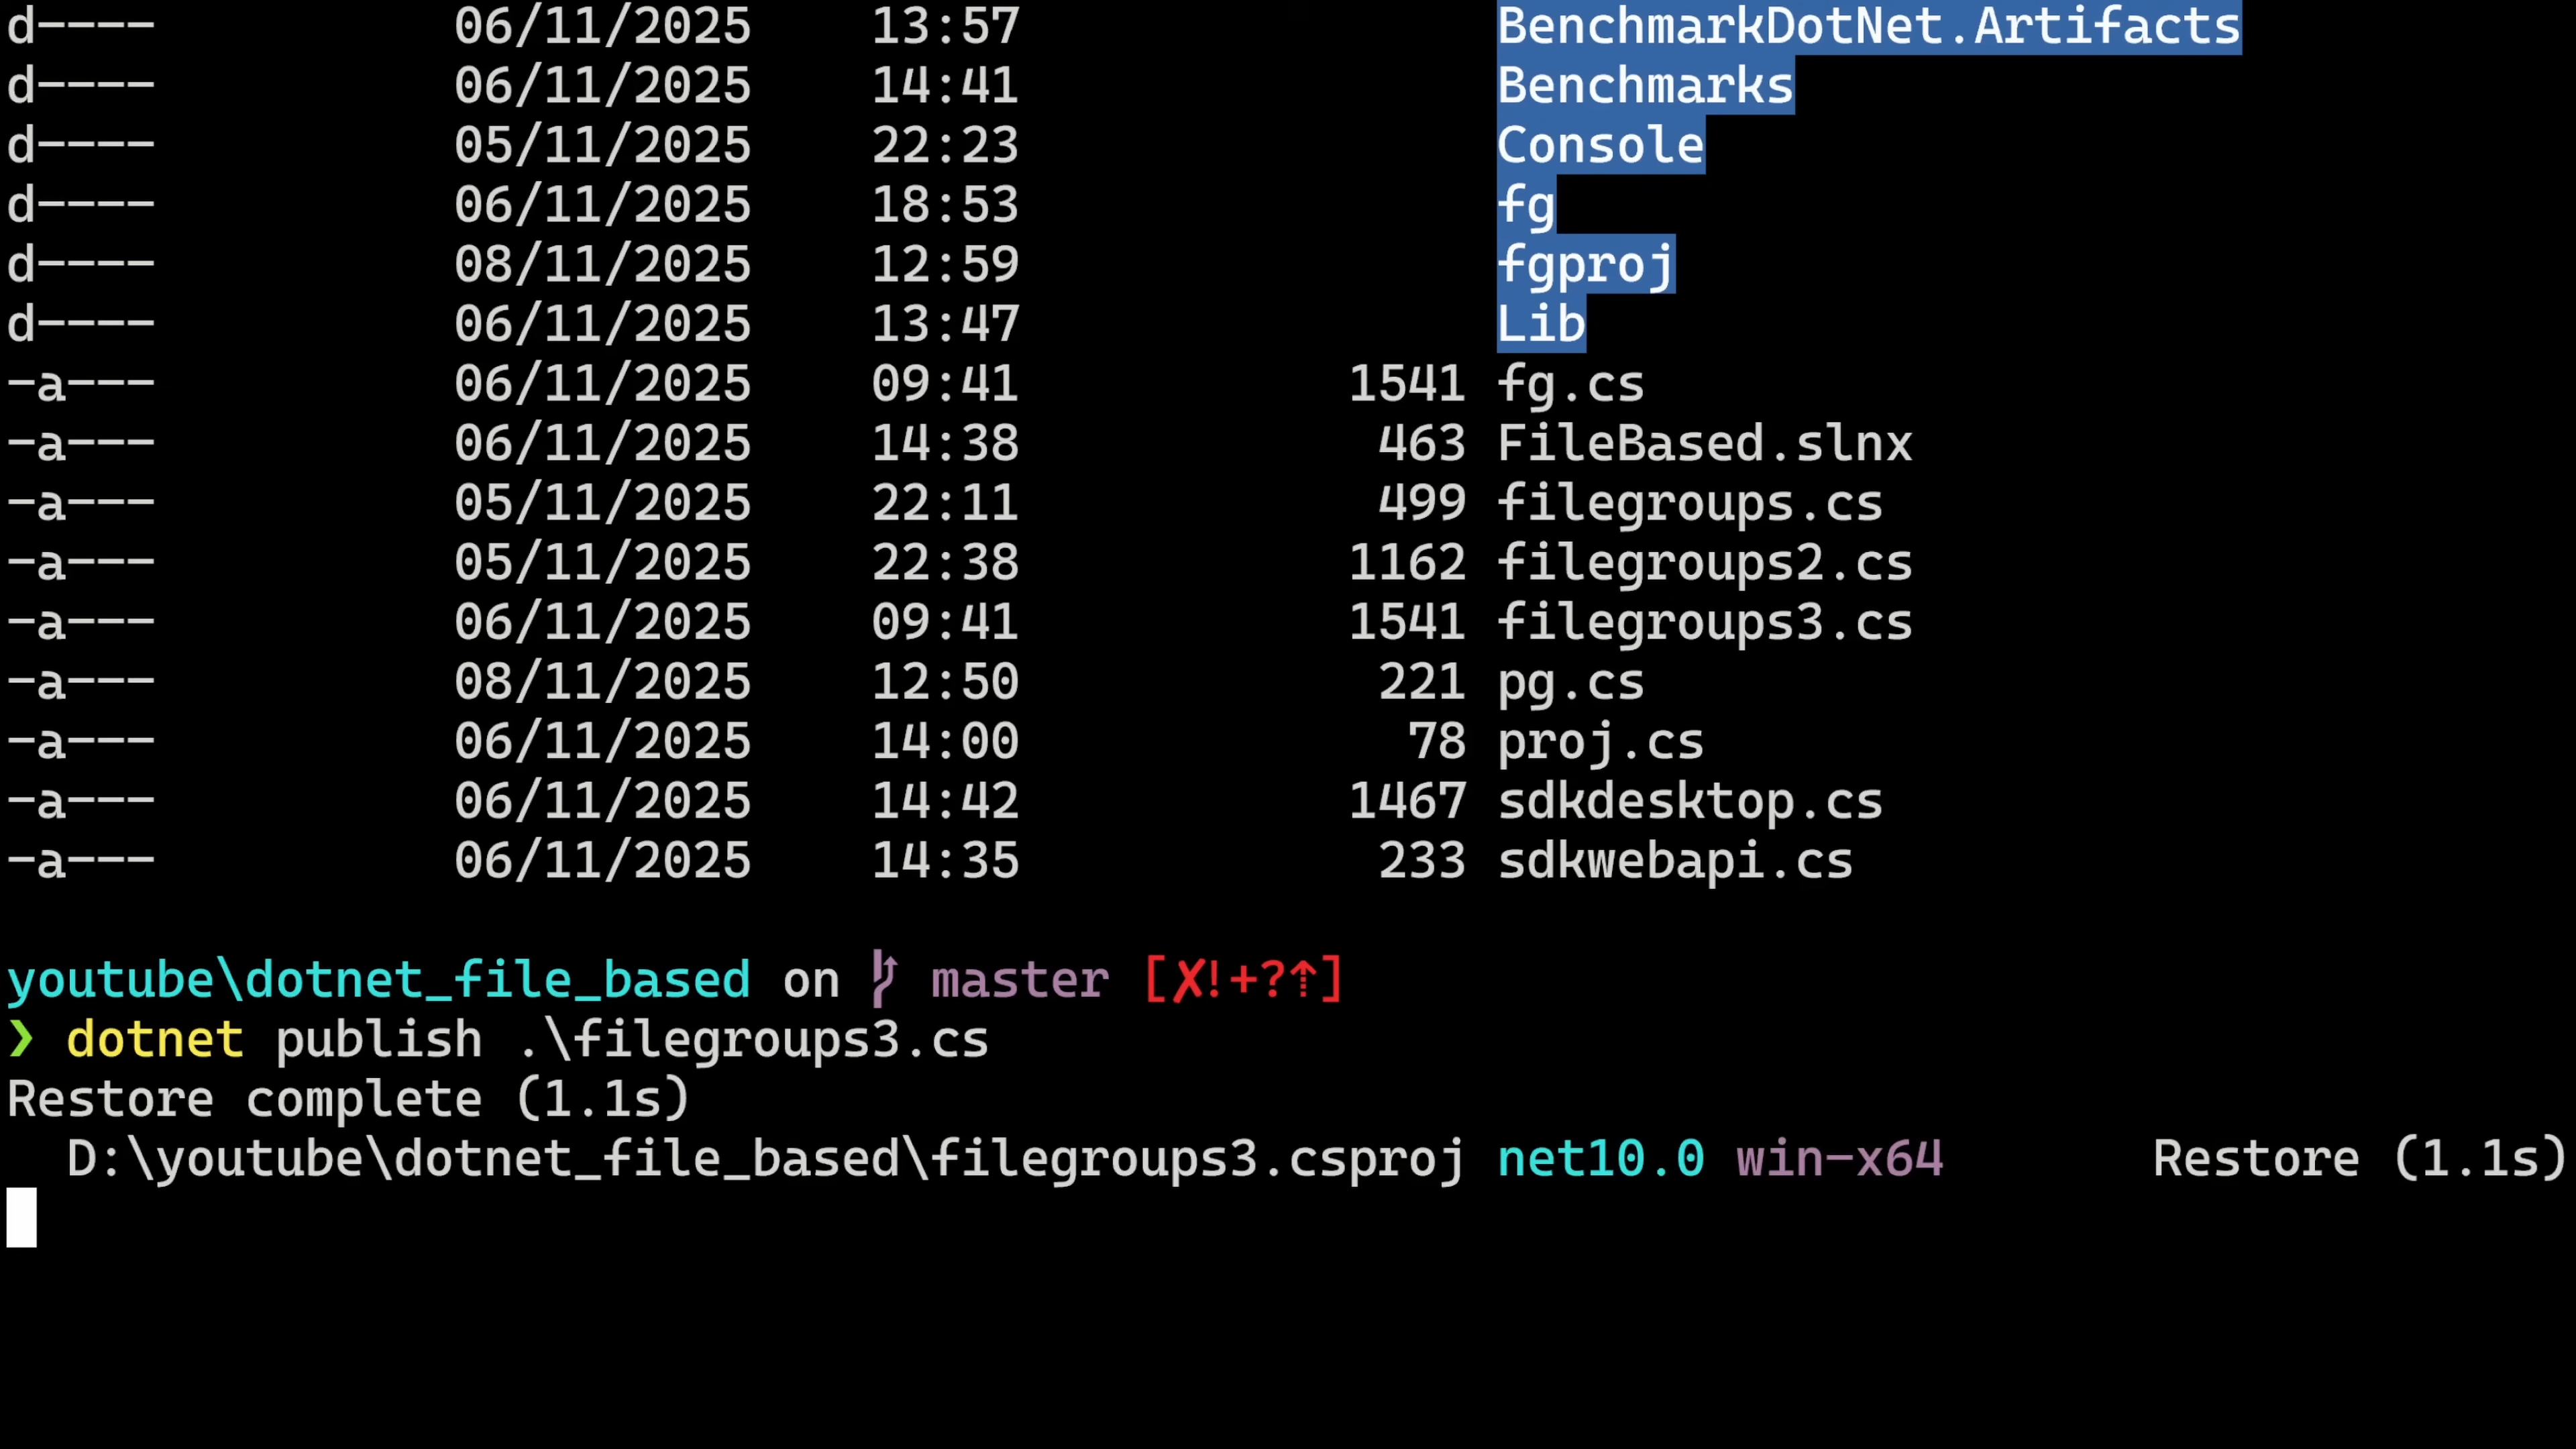 d---- 06/11/2025 13:57 BenchmarkDotNet.Artifacts
d---- 06/11/2025 14:41 Benchmarks
d---- 05/11/2025 22:23 Console
d---- 06/11/2025 18:53 fg
d---- 08/11/2025 12:59 fgproj
d---- 06/11/2025 13:47 Lib
-a--- 06/11/2025 09:41 1541 fg.cs
-a--- 06/11/2025 14:38 463 FileBased.slnx
-a--- 05/11/2025 22:11 499 filegroups.cs
-a--- 05/11/2025 22:38 1162 filegroups2.cs
-a--- 06/11/2025 09:41 1541 filegroups3.cs
-a--- 08/11/2025 12:50 221 pg.cs
-a--- 06/11/2025 14:00 78 proj.cs
-a--- 06/11/2025 14:42 1467 sdkdesktop.cs
-a--- 06/11/2025 14:35 233 sdkwebapi.cs
youtube\dotnet_file_based on master [✘!+?⇡]
❯ dotnet publish .\filegroups3.cs
Restore complete (1.1s)
D:\youtube\dotnet_file_based\filegroups3.csproj net10.0 win-x64 Restore (1.1s)